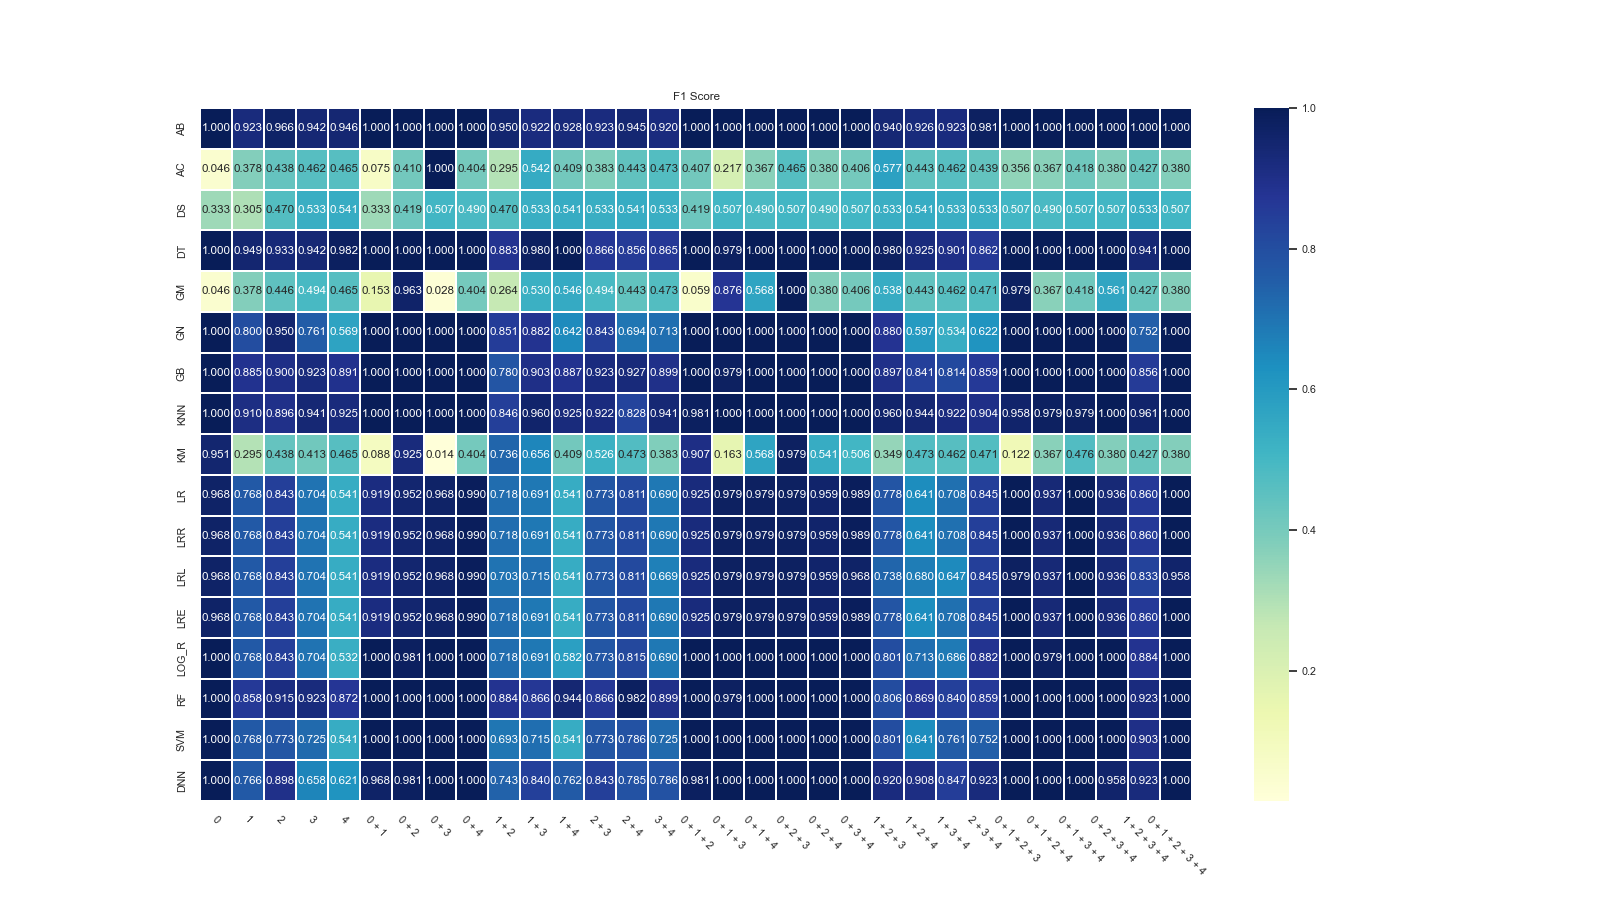 F1 Score
AB 1.000 0.923 0.966 0.942 0.946 1.000 1.000 1.000 1.000 0.950 0.922 0.928 0.923 0.945 0.920 1.000 1.000 1.000 1.000 1.000 1.000 0.940 0.926 0.923 0.981 1.000 1.000 1.000 1.000 1.000 1.000
AC 0.046 0.378 0.438 0.462 0.465 0.075 0.410 1.000 0.404 0.295 0.542 0.409 0.383 0.443 0.473 0.407 0.217 0.367 0.465 0.380 0.406 0.577 0.443 0.462 0.439 0.356 0.367 0.418 0.380 0.427 0.380
DS 0.333 0.305 0.470 0.533 0.541 0.333 0.419 0.507 0.490 0.470 0.533 0.541 0.533 0.541 0.533 0.419 0.507 0.490 0.507 0.490 0.507 0.533 0.541 0.533 0.533 0.507 0.490 0.507 0.507 0.533 0.507
DT 1.000 0.949 0.933 0.942 0.982 1.000 1.000 1.000 1.000 0.883 0.980 1.000 0.866 0.856 0.865 1.000 0.979 1.000 1.000 1.000 1.000 0.980 0.925 0.901 0.862 1.000 1.000 1.000 1.000 0.941 1.000
GM 0.046 0.378 0.446 0.494 0.465 0.153 0.963 0.028 0.404 0.264 0.530 0.546 0.494 0.443 0.473 0.059 0.876 0.568 1.000 0.380 0.406 0.538 0.443 0.462 0.471 0.979 0.367 0.418 0.561 0.427 0.380
GN 1.000 0.800 0.950 0.761 0.569 1.000 1.000 1.000 1.000 0.851 0.882 0.642 0.843 0.694 0.713 1.000 1.000 1.000 1.000 1.000 1.000 0.880 0.597 0.534 0.622 1.000 1.000 1.000 1.000 0.752 1.000
GB 1.000 0.885 0.900 0.923 0.891 1.000 1.000 1.000 1.000 0.780 0.903 0.887 0.923 0.927 0.899 1.000 0.979 1.000 1.000 1.000 1.000 0.897 0.841 0.814 0.859 1.000 1.000 1.000 1.000 0.856 1.000
KNN 1.000 0.910 0.896 0.941 0.925 1.000 1.000 1.000 1.000 0.846 0.960 0.925 0.922 0.828 0.941 0.981 1.000 1.000 1.000 1.000 1.000 0.960 0.944 0.922 0.904 0.958 0.979 0.979 1.000 0.961 1.000
KM 0.951 0.295 0.438 0.413 0.465 0.088 0.925 0.014 0.404 0.736 0.656 0.409 0.526 0.473 0.383 0.907 0.163 0.568 0.979 0.541 0.506 0.349 0.473 0.462 0.471 0.122 0.367 0.476 0.380 0.427 0.380
LR 0.968 0.768 0.843 0.704 0.541 0.919 0.952 0.968 0.990 0.718 0.691 0.541 0.773 0.811 0.690 0.925 0.979 0.979 0.979 0.959 0.989 0.778 0.641 0.708 0.845 1.000 0.937 1.000 0.936 0.860 1.000
LRR 0.968 0.768 0.843 0.704 0.541 0.919 0.952 0.968 0.990 0.718 0.691 0.541 0.773 0.811 0.690 0.925 0.979 0.979 0.979 0.959 0.989 0.778 0.641 0.708 0.845 1.000 0.937 1.000 0.936 0.860 1.000
LRL 0.968 0.768 0.843 0.704 0.541 0.919 0.952 0.968 0.990 0.703 0.715 0.541 0.773 0.811 0.669 0.925 0.979 0.979 0.979 0.959 0.968 0.738 0.680 0.647 0.845 0.979 0.937 1.000 0.936 0.833 0.958
LRE 0.968 0.768 0.843 0.704 0.541 0.919 0.952 0.968 0.990 0.718 0.691 0.541 0.773 0.811 0.690 0.925 0.979 0.979 0.979 0.959 0.989 0.778 0.641 0.708 0.845 1.000 0.937 1.000 0.936 0.860 1.000
LOG_R 1.000 0.768 0.843 0.704 0.532 1.000 0.981 1.000 1.000 0.718 0.691 0.582 0.773 0.815 0.690 1.000 1.000 1.000 1.000 1.000 1.000 0.801 0.713 0.686 0.882 1.000 0.979 1.000 1.000 0.884 1.000
RF 1.000 0.858 0.915 0.923 0.872 1.000 1.000 1.000 1.000 0.884 0.866 0.944 0.866 0.982 0.899 1.000 0.979 1.000 1.000 1.000 1.000 0.806 0.869 0.840 0.859 1.000 1.000 1.000 1.000 0.923 1.000
SVM 1.000 0.768 0.773 0.725 0.541 1.000 1.000 1.000 1.000 0.693 0.715 0.541 0.773 0.786 0.725 1.000 1.000 1.000 1.000 1.000 1.000 0.801 0.641 0.761 0.752 1.000 1.000 1.000 1.000 0.903 1.000
DNN 1.000 0.766 0.898 0.658 0.621 0.968 0.981 1.000 1.000 0.743 0.840 0.762 0.843 0.785 0.786 0.981 1.000 1.000 1.000 1.000 1.000 0.920 0.908 0.847 0.923 1.000 1.000 1.000 0.958 0.923 1.000
0 1 2 3 4 0+1 0+2 0+3 0+4 1+2 1+3 1+4 2+3 2+4 3+4 0+1+2 0+1+3 0+1+4 0+2+3 0+2+4 0+3+4 1+2+3 1+2+4 1+3+4 2+3+4 0+1+2+3 0+1+2+4 0+1+3+4 0+2+3+4 1+2+3+4 0+1+2+3+4
1.0
0.8
0.6
0.4
0.2